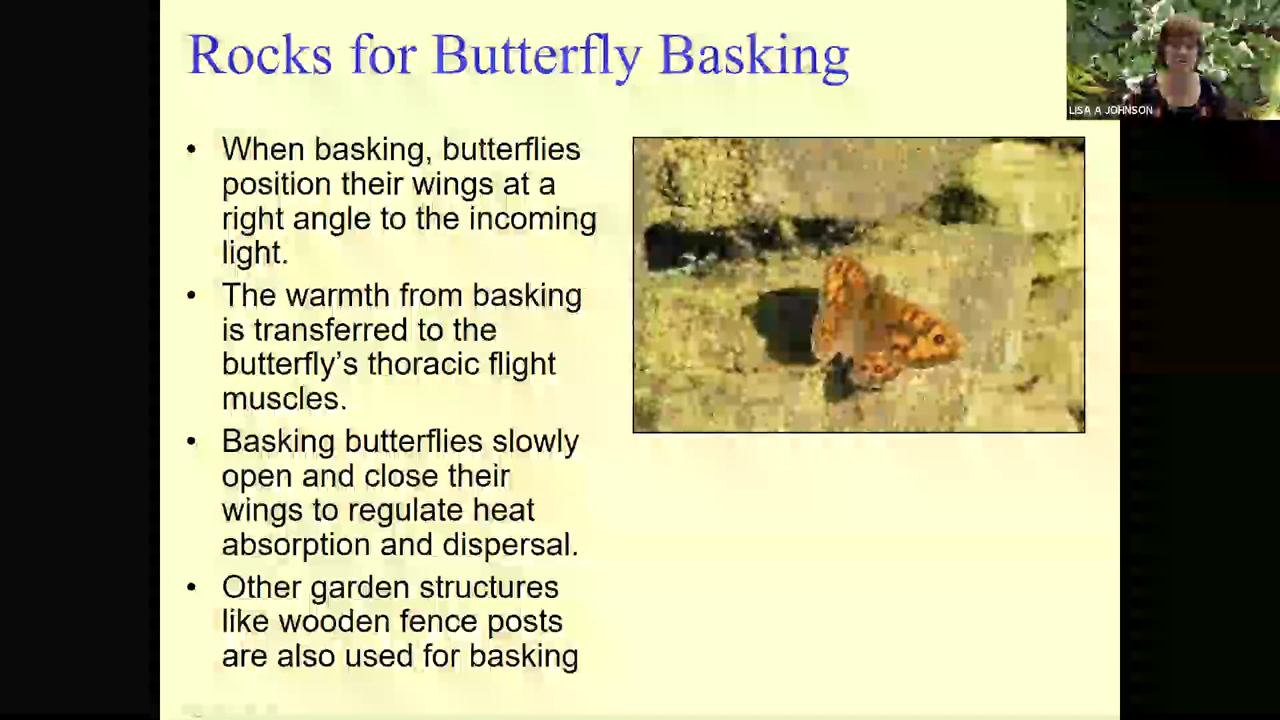 Rocks for Butterfly Basking
LISA A JOHNSON
• When basking, butterflies
position their wings at a
right angle to the incoming
light.
• The warmth from basking
is transferred to the
butterfly’s thoracic flight
muscles.
• Basking butterflies slowly
open and close their
wings to regulate heat
absorption and dispersal.
• Other garden structures
like wooden fence posts
are also used for basking